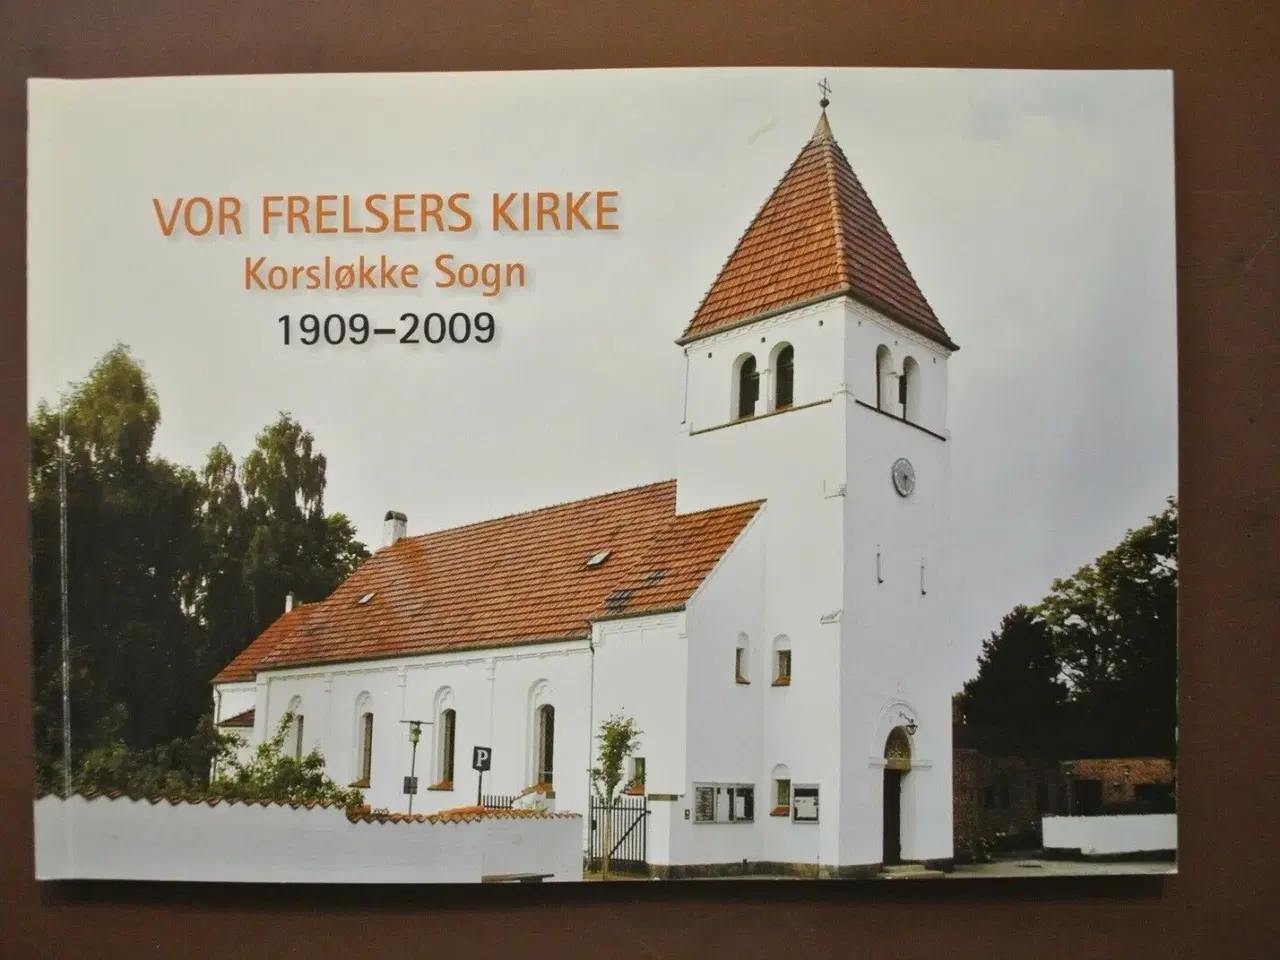 VOR FRELSERS KIRKE
Korsløkke Sogn
1909–2009
P